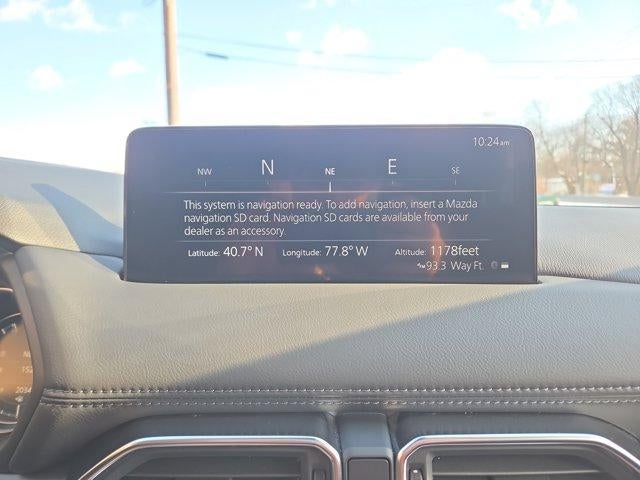 10:24am
NW N NE E SE
This system is navigation ready. To add navigation, insert a Mazda
navigation SD card. Navigation SD cards are available from your
dealer as an accessory.
Latitude: 40.7° N Longitude: 77.8° W Altitude: 1178feet
93.3 Way Ft.